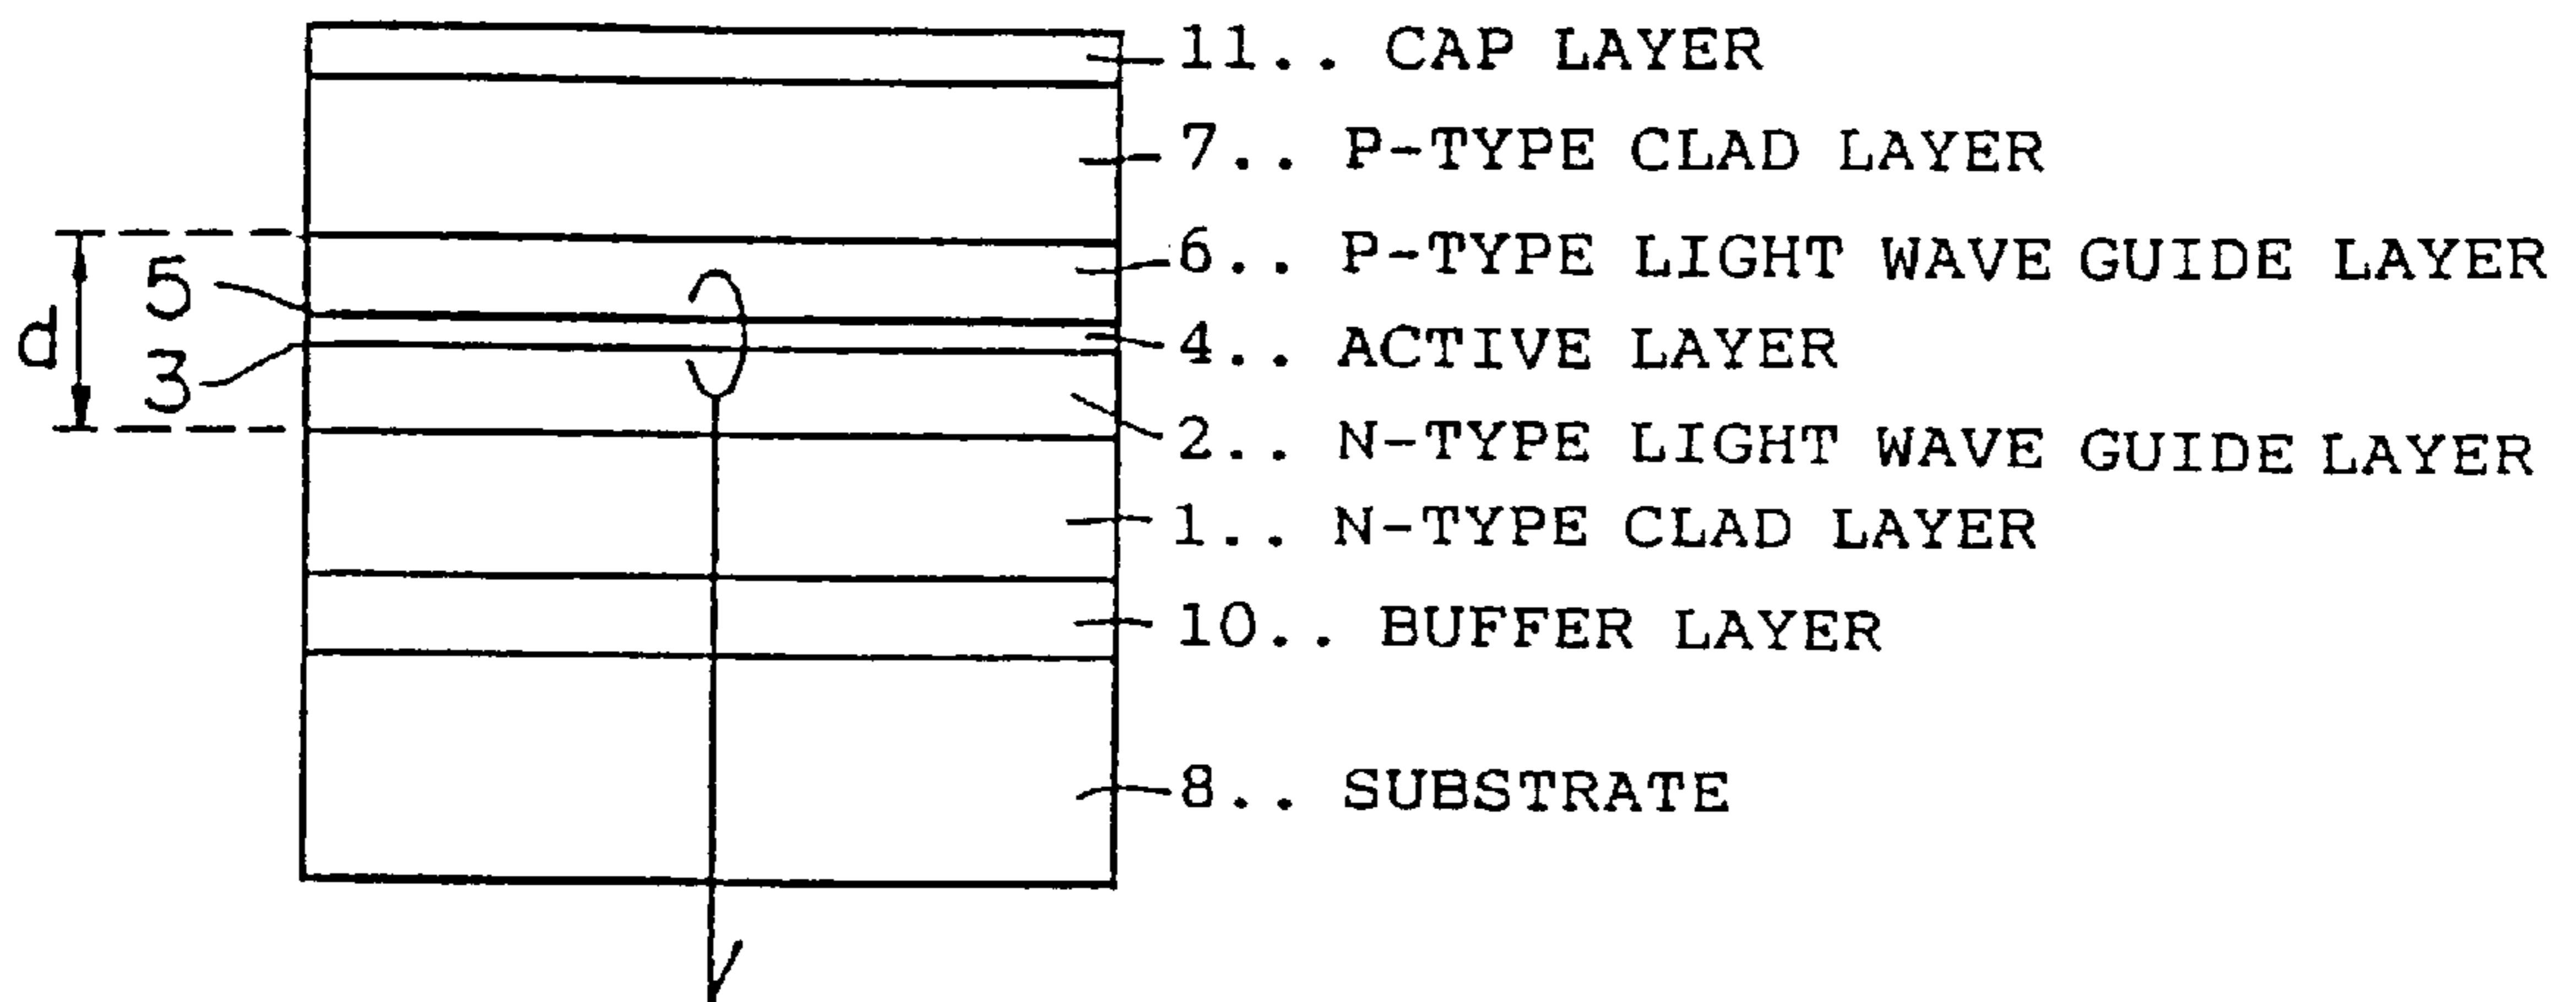 11.. CAP LAYER
7.. P-TYPE CLAD LAYER
6.. P-TYPE LIGHT WAVE GUIDE LAYER
5
d
4.. ACTIVE LAYER
3
2.. N-TYPE LIGHT WAVE GUIDE LAYER
1.. N-TYPE CLAD LAYER
10.. BUFFER LAYER
8.. SUBSTRATE